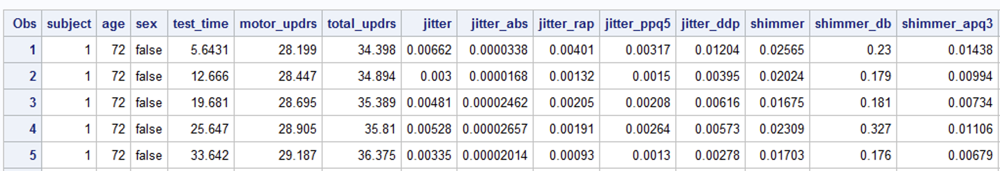 Obs subject age sex test_time motor_updrs total_updrs jitter jitter_abs jitter_rap jitter_ppq5 jitter_ddp shimmer shimmer_db shimmer_apq3
1 1 72 false 5.6431 28.199 34.398 0.00662 0.0000338 0.00401 0.00317 0.01204 0.02565 0.23 0.01438
2 1 72 false 12.666 28.447 34.894 0.003 0.0000168 0.00132 0.0015 0.00395 0.02024 0.179 0.00994
3 1 72 false 19.681 28.695 35.389 0.00481 0.00002462 0.00205 0.00208 0.00616 0.01675 0.181 0.00734
4 1 72 false 25.647 28.905 35.81 0.00528 0.00002657 0.00191 0.00264 0.00573 0.02309 0.327 0.01106
5 1 72 false 33.642 29.187 36.375 0.00335 0.00002014 0.00093 0.0013 0.00278 0.01703 0.176 0.00679